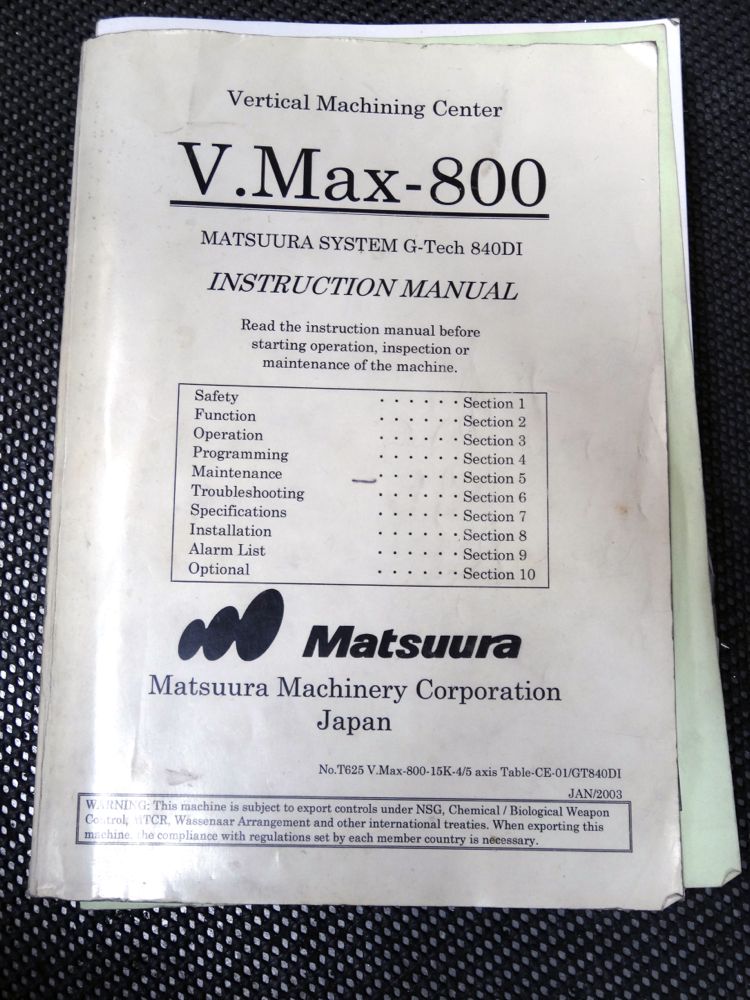 Vertical Machining Center
V.Max-800
MATSUURA SYSTEM G-Tech 840DI
INSTRUCTION MANUAL
Read the instruction manual before
starting operation, inspection or
maintenance of the machine.
Safety · · · · · · Section 1
Function · · · · · · Section 2
Operation · · · · · · Section 3
Programming · · · · · · Section 4
Maintenance · · · · · · Section 5
Troubleshooting · · · · · · Section 6
Specifications · · · · · · Section 7
Installation · · · · · · Section 8
Alarm List · · · · · · Section 9
Optional · · · · · · Section 10
Matsuura
Matsuura Machinery Corporation
Japan
No.T625 V.Max-800-15K-4/5 axis Table-CE-01/GT840DI
JAN/2003
WARNING: This machine is subject to export controls under NSG, Chemical / Biological Weapon
Control, MTCR, Wassenaar Arrangement and other international treaties. When exporting this
machine, the compliance with regulations set by each member country is necessary.